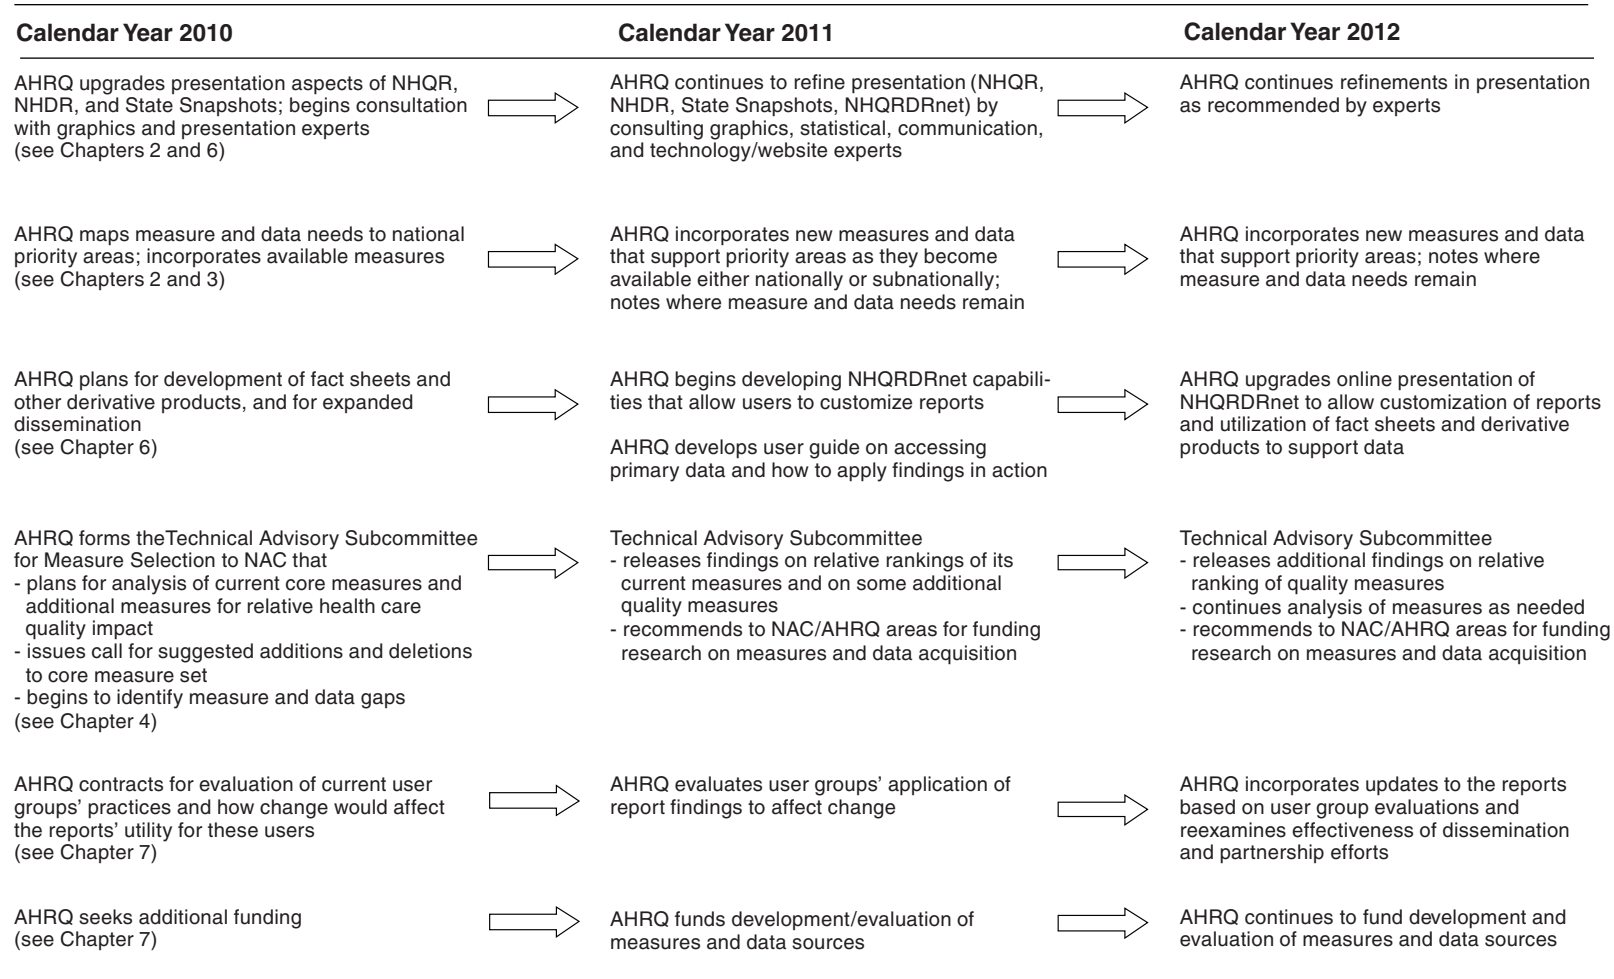 Calendar Year 2010
Calendar Year 2011
Calendar Year 2012
AHRQ upgrades presentation aspects of NHQR,
NHDR, and State Snapshots; begins consultation
with graphics and presentation experts
(see Chapters 2 and 6)
AHRQ continues to refine presentation (NHQR,
NHDR, State Snapshots, NHQRDRnet) by
consulting graphics, statistical, communication,
and technology/website experts
AHRQ continues refinements in presentation
as recommended by experts
AHRQ maps measure and data needs to national
priority areas; incorporates available measures
(see Chapters 2 and 3)
AHRQ incorporates new measures and data
that support priority areas as they become
available either nationally or subnationally;
notes where measure and data needs remain
AHRQ incorporates new measures and data
that support priority areas; notes where
measure and data needs remain
AHRQ plans for development of fact sheets and
other derivative products, and for expanded
dissemination
(see Chapter 6)
AHRQ begins developing NHQRDRnet capabili-
ties that allow users to customize reports
AHRQ develops user guide on accessing
primary data and how to apply findings in action
AHRQ upgrades online presentation of
NHQRDRnet to allow customization of reports
and utilization of fact sheets and derivative
products to support data
AHRQ forms theTechnical Advisory Subcommittee
for Measure Selection to NAC that
- plans for analysis of current core measures and
additional measures for relative health care
quality impact
- issues call for suggested additions and deletions
to core measure set
- begins to identify measure and data gaps
(see Chapter 4)
Technical Advisory Subcommittee
- releases findings on relative rankings of its
current measures and on some additional
quality measures
- recommends to NAC/AHRQ areas for funding
research on measures and data acquisition
Technical Advisory Subcommittee
- releases additional findings on relative
ranking of quality measures
- continues analysis of measures as needed
- recommends to NAC/AHRQ areas for funding
research on measures and data acquisition
AHRQ contracts for evaluation of current user
groups' practices and how change would affect
the reports' utility for these users
(see Chapter 7)
AHRQ evaluates user groups' application of
report findings to affect change
AHRQ incorporates updates to the reports
based on user group evaluations and
reexamines effectiveness of dissemination
and partnership efforts
AHRQ seeks additional funding
(see Chapter 7)
AHRQ funds development/evaluation of
measures and data sources
AHRQ continues to fund development and
evaluation of measures and data sources